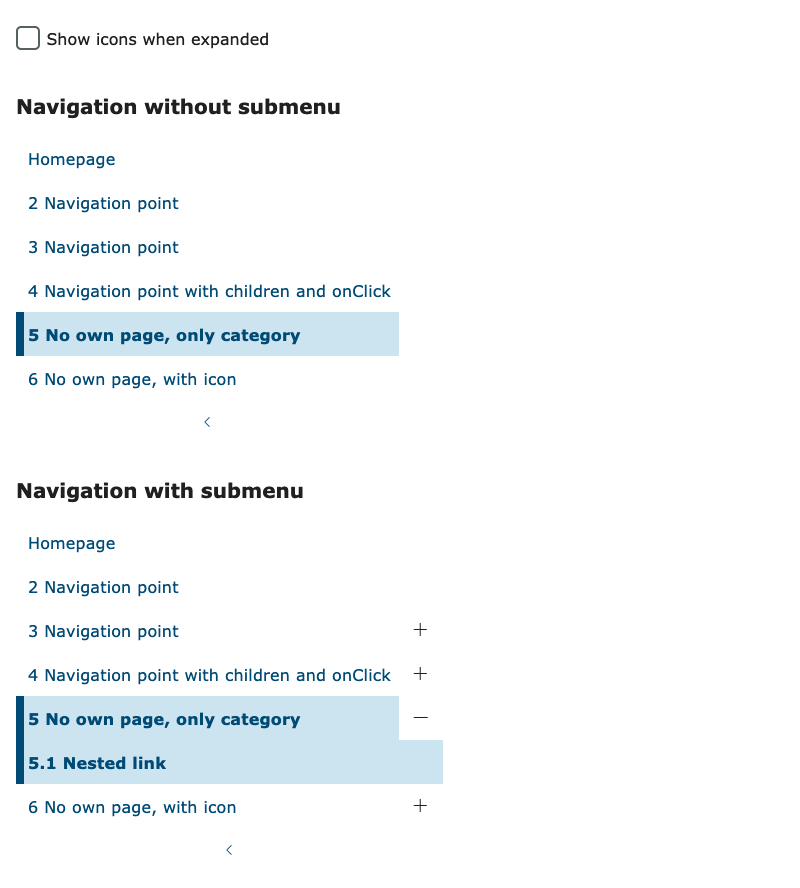 Show icons when expanded
Navigation without submenu
Homepage
2 Navigation point
3 Navigation point
4 Navigation point with children and onClick
5 No own page, only category
6 No own page, with icon
Navigation with submenu
Homepage
2 Navigation point
3 Navigation point
4 Navigation point with children and onClick
5 No own page, only category
5.1 Nested link
6 No own page, with icon